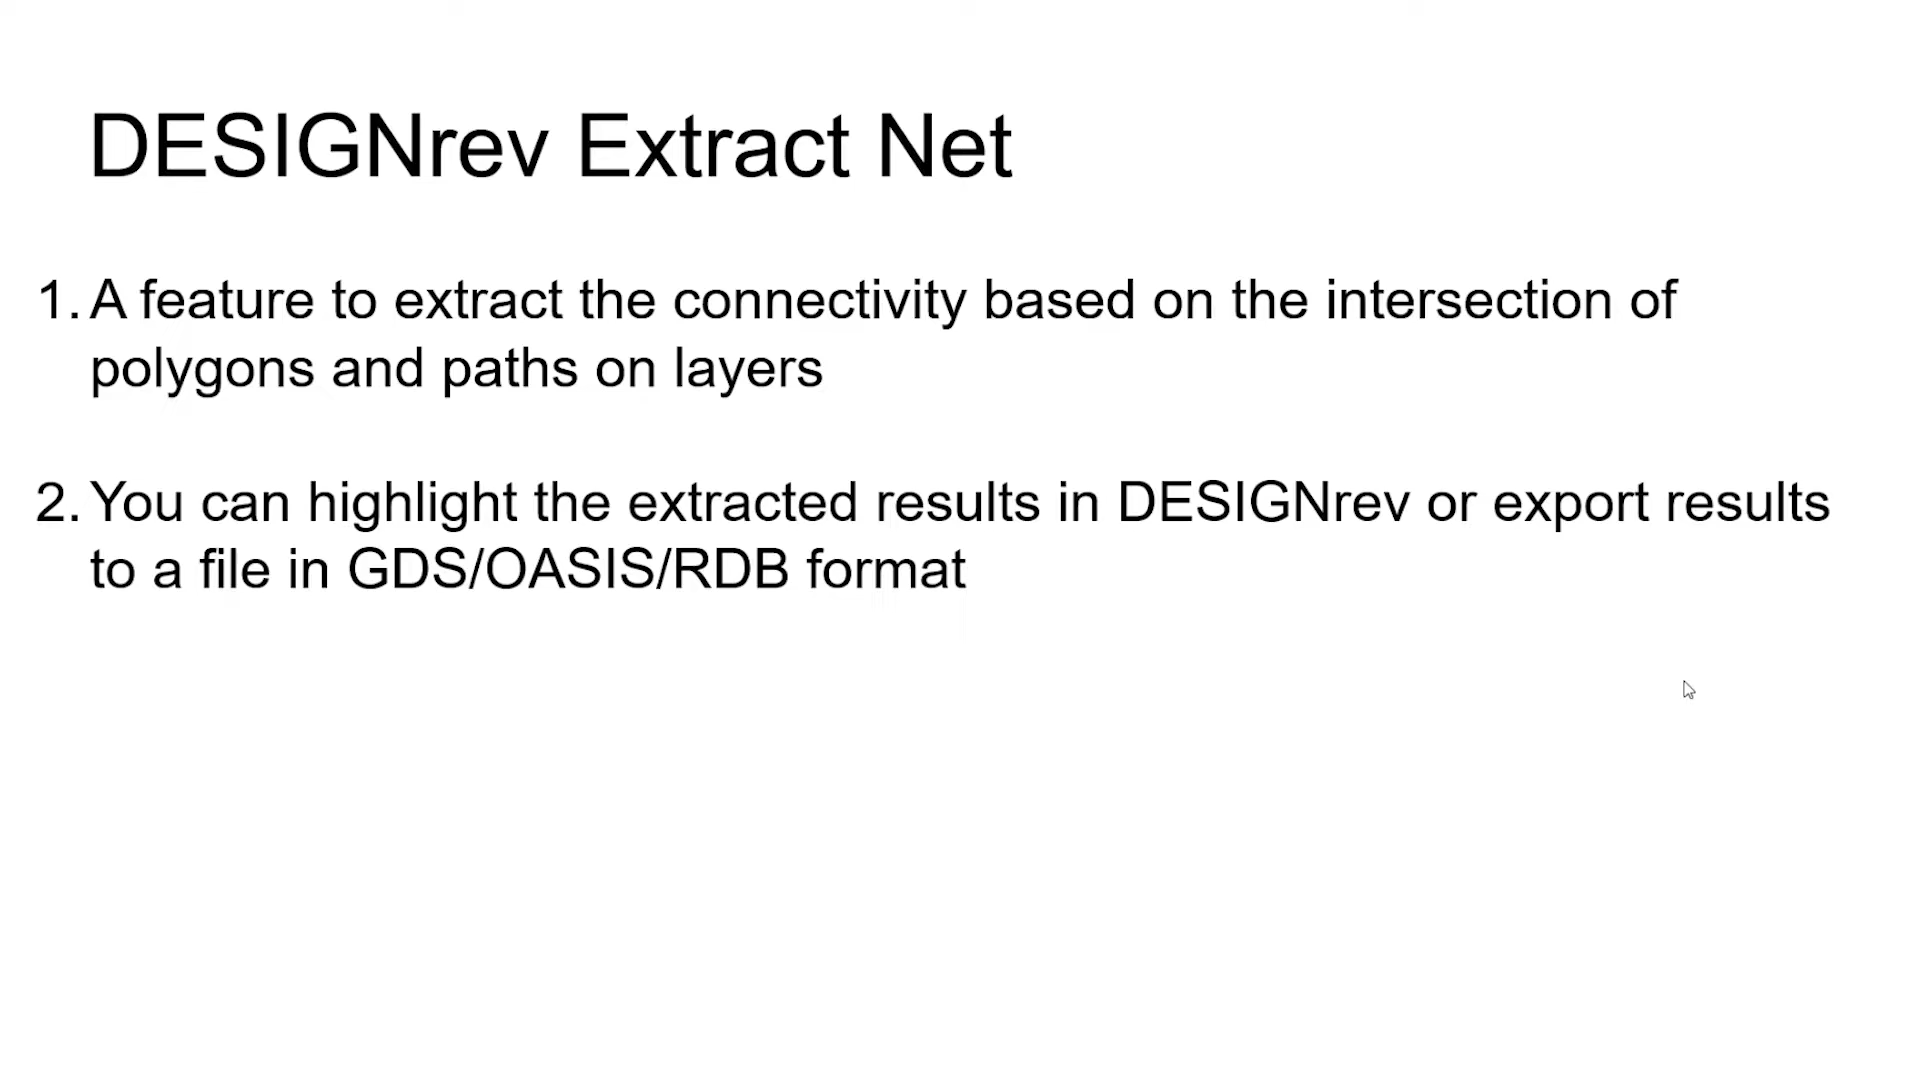 DESIGNrev Extract Net
1. A feature to extract the connectivity based on the intersection of
polygons and paths on layers
2. You can highlight the extracted results in DESIGNrev or export results
to a file in GDS/OASIS/RDB format